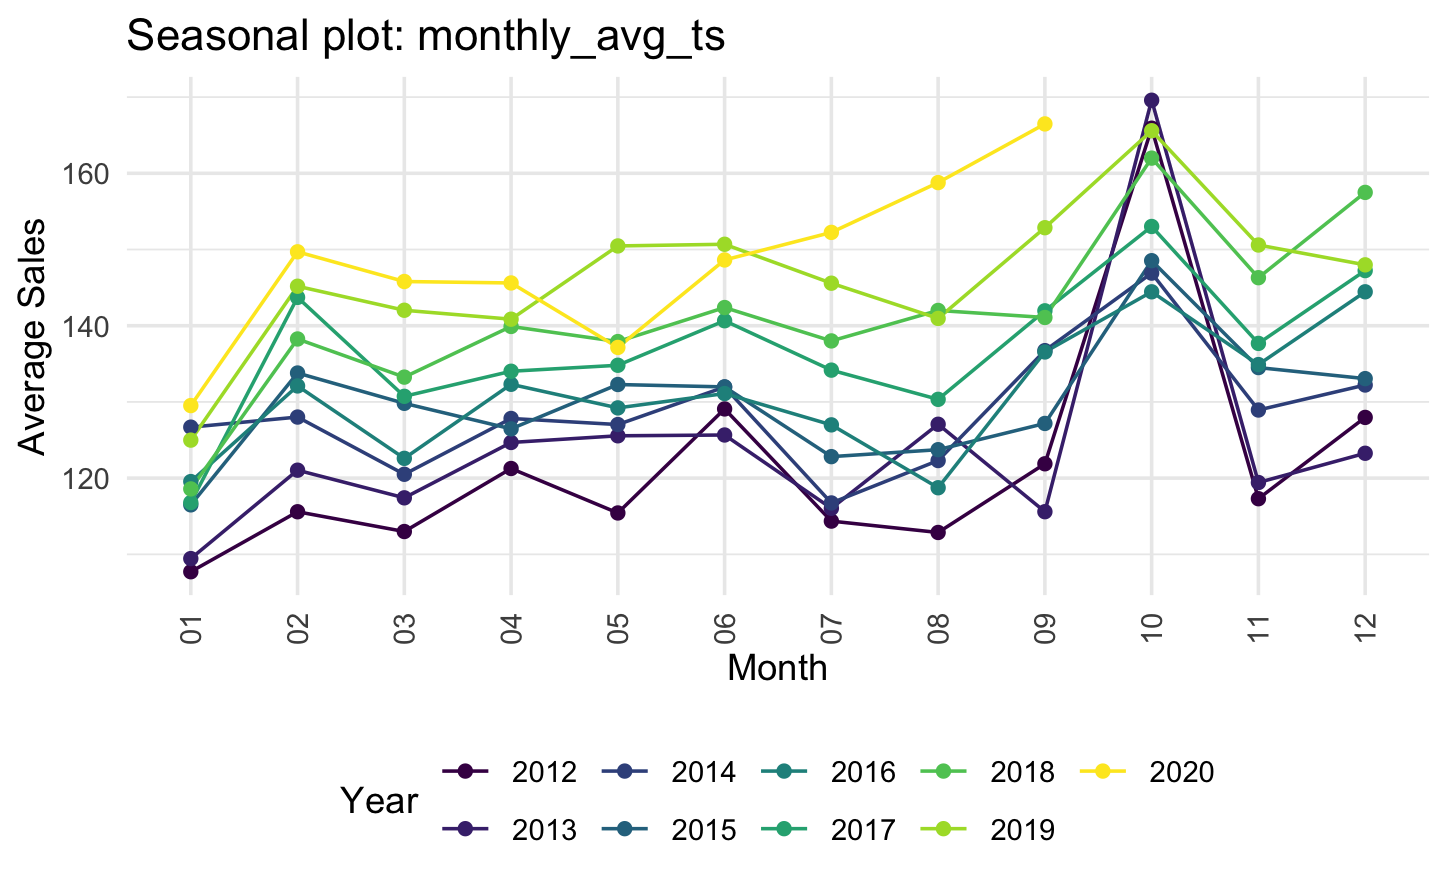 Seasonal plot: monthly_avg_ts
Average Sales
160
140
120
01 02 03 04 05 06 07 08 09 10 11 12
Month
Year
2012 2014 2016 2018 2020
2013 2015 2017 2019